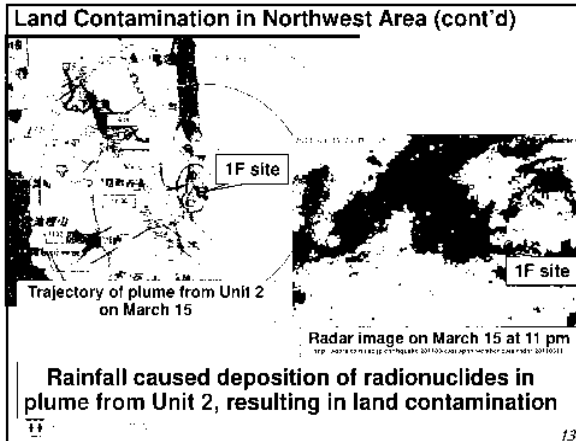 Land Contamination in Northwest Area (cont'd)
1F site
Trajectory of plume from Unit 2
on March 15
1F site
Radar image on March 15 at 11 pm
Rainfall caused deposition of radionuclides in
plume from Unit 2, resulting in land contamination
13